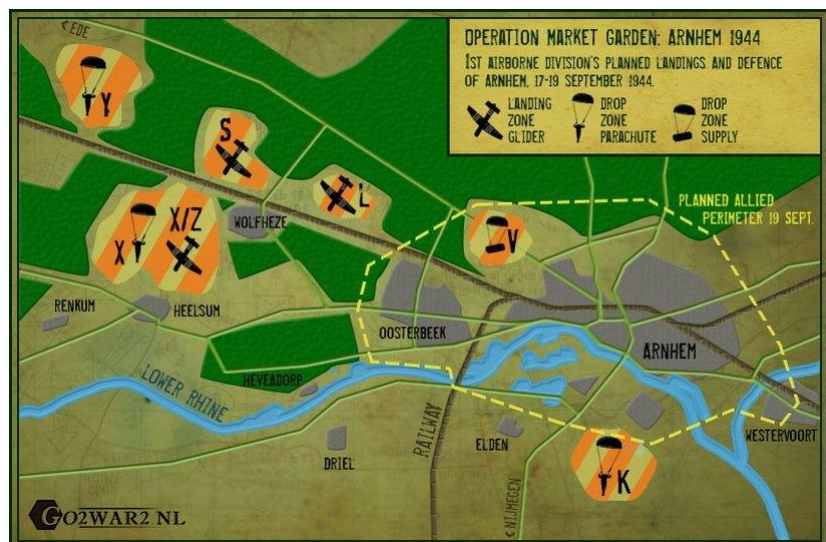 OPERATION MARKET GARDEN: ARNHEM 1944
1ST AIRBORNE DIVISION'S PLANNED LANDINGS AND DEFENCE
OF ARNHEM, 17-19 SEPTEMBER 1944.
LANDING
ZONE
GLIDER
DROP
ZONE
PARACHUTE
DROP
ZONE
SUPPLY
< EDE
Y
S
L
X/Z
X
WOLFHEZE
V
PLANNED ALLIED
PERIMETER 19 SEPT.
RENKUM
HEELSUM
OOSTERBEEK
ARNHEM
HEVEADORP
LOWER RHINE
RAILWAY
ELDEN
DRIEL
WESTERVOORT
K
< NIJMEGEN
GO2WAR2 NL